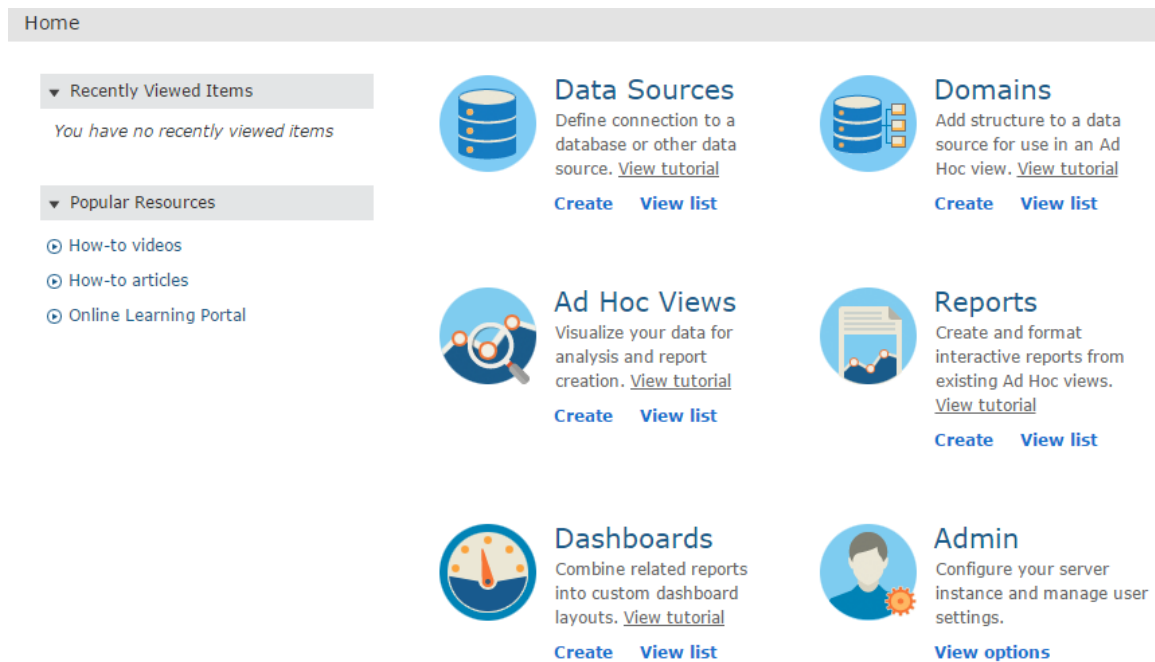 Home
Recently Viewed Items
You have no recently viewed items
Popular Resources
How-to videos
How-to articles
Online Learning Portal
Data Sources
Define connection to a
database or other data
source. View tutorial
Create View list
Domains
Add structure to a data
source for use in an Ad
Hoc view. View tutorial
Create View list
Ad Hoc Views
Visualize your data for
analysis and report
creation. View tutorial
Create View list
Reports
Create and format
interactive reports from
existing Ad Hoc views.
View tutorial
Create View list
Dashboards
Combine related reports
into custom dashboard
layouts. View tutorial
Create View list
Admin
Configure your server
instance and manage user
settings.
View options